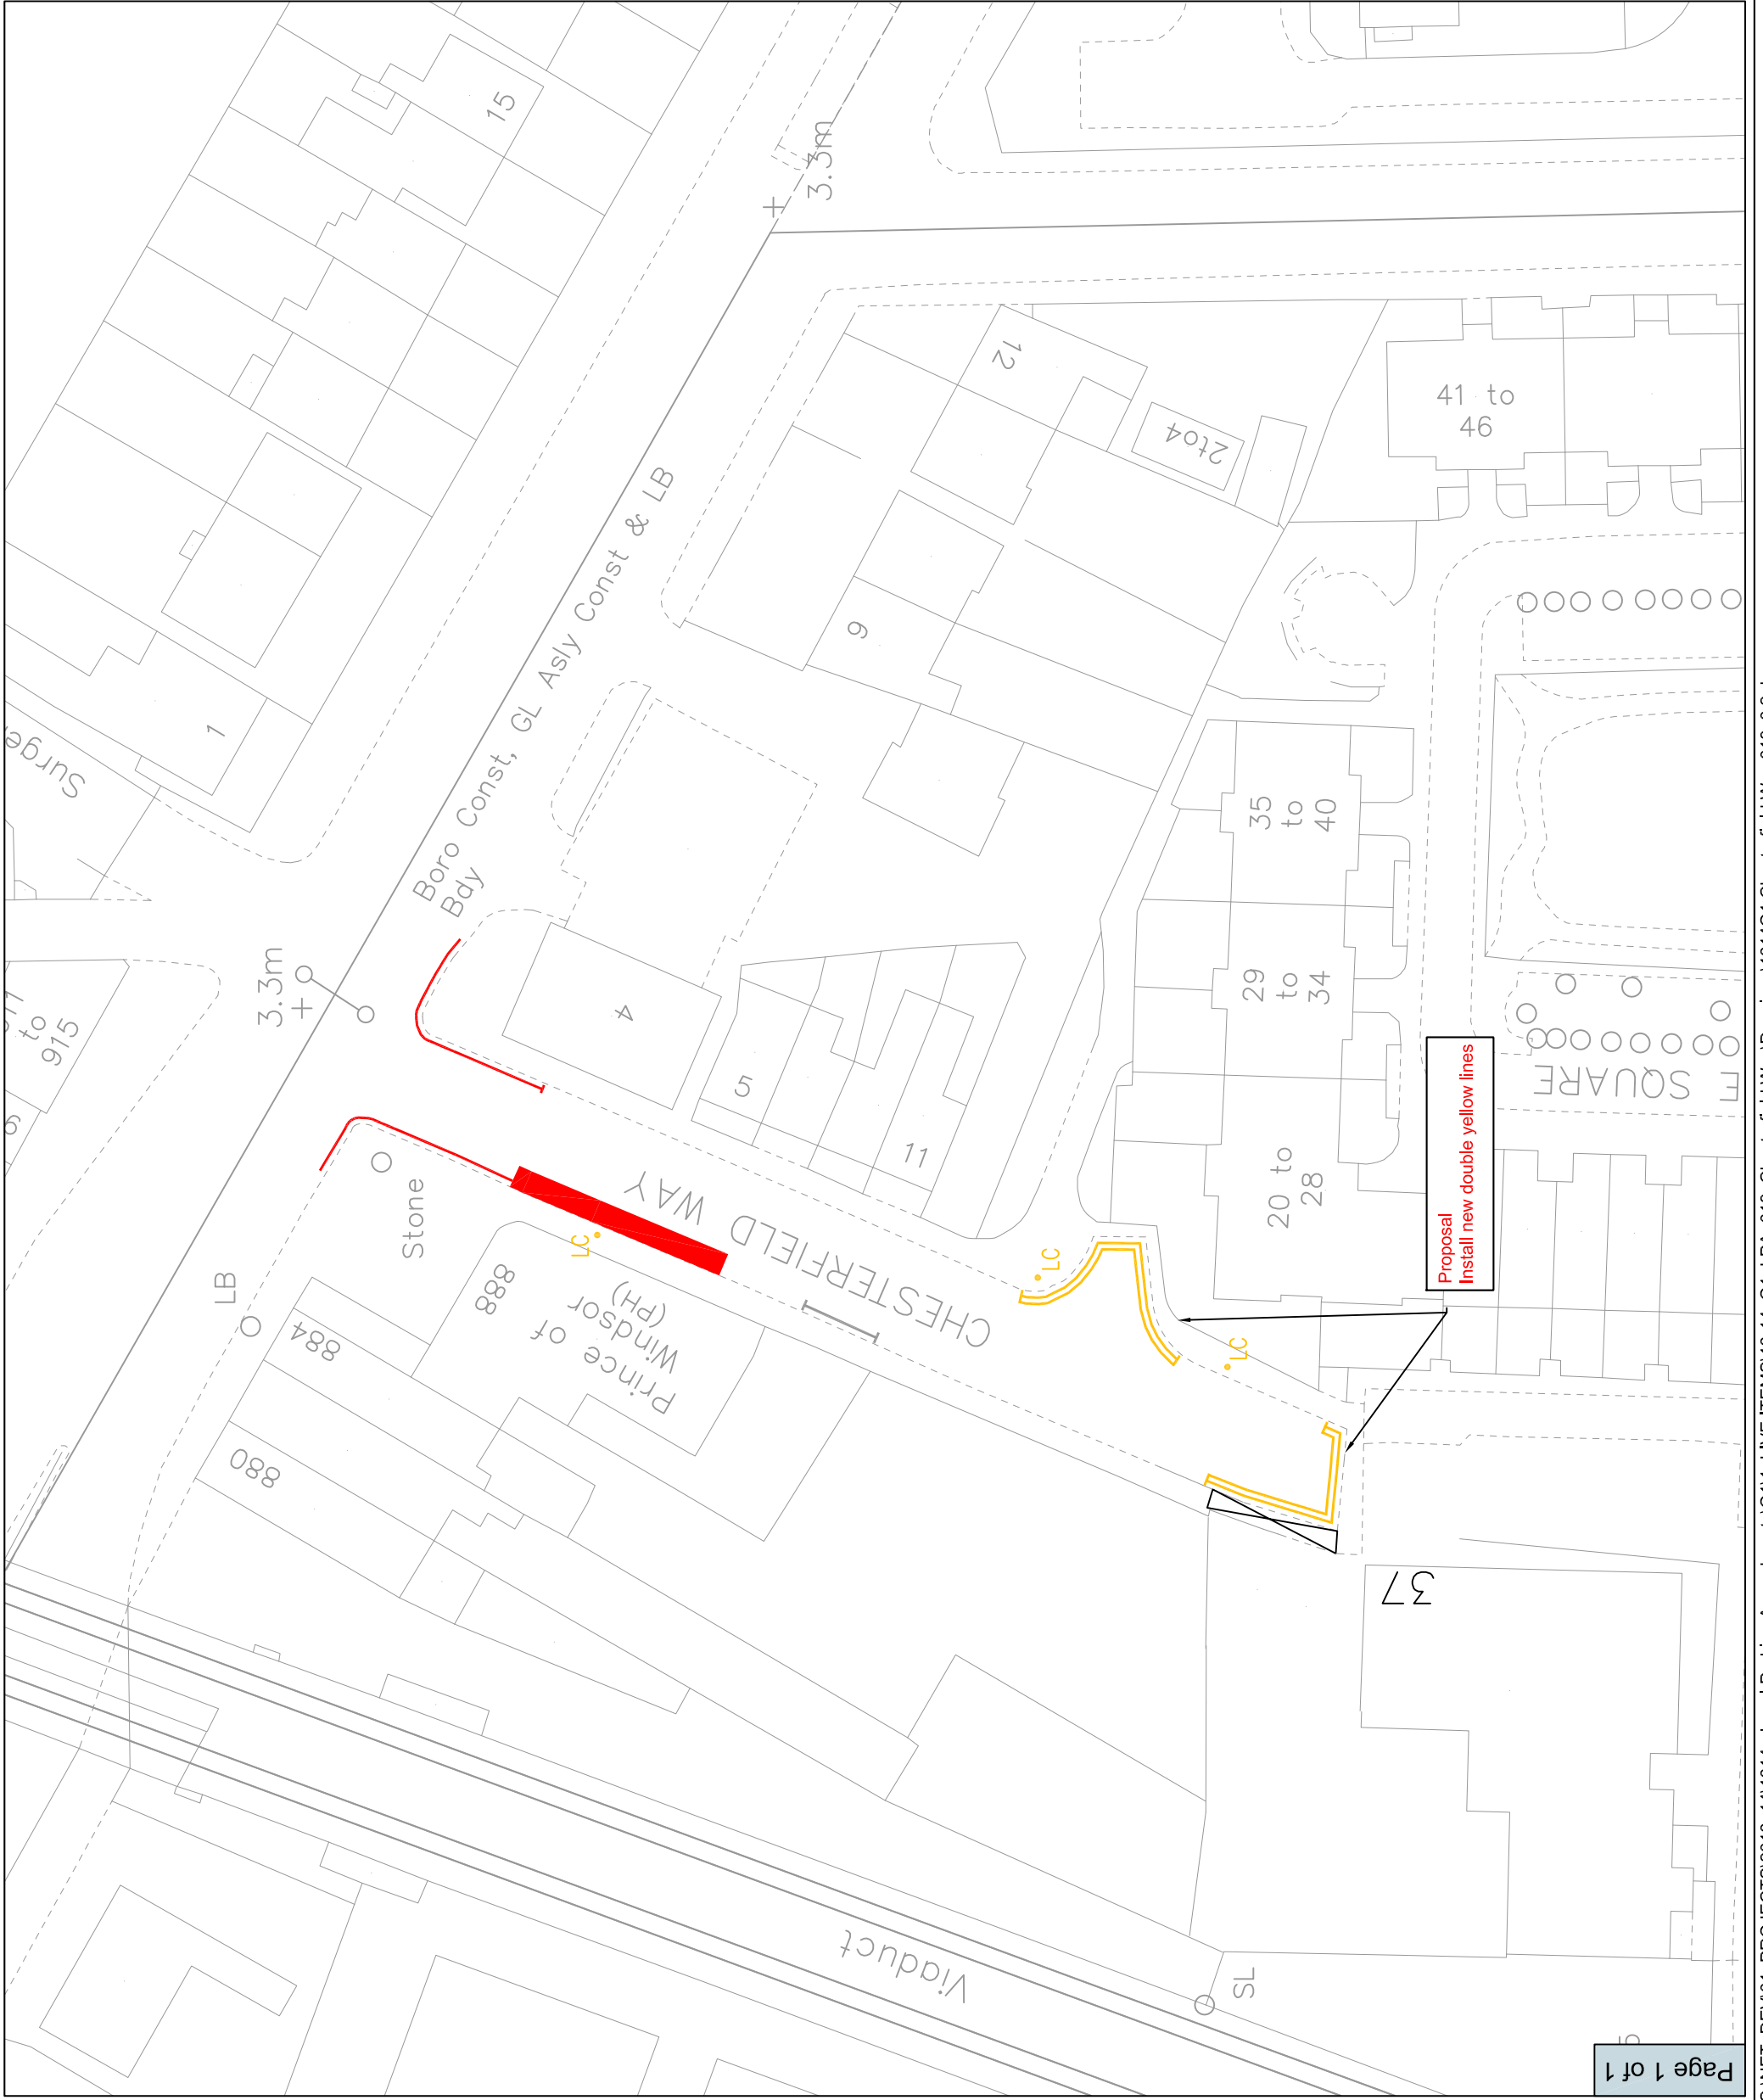 15
3.3m
12
2to4
41 to
46
Boro Const, GL Asly Const & LB
Bdy
9
1
35
to
40
3.3m
to
915
4
29
to
34
5
E SQUARE
11
Stone
CHESTERFIELD WAY
20 to
28
Proposal
Install new double yellow lines
LC
LC
LC
LB
888
Prince of
Windsor
(PH)
884
880
37
Viaduct
SL
Page 1 of 1